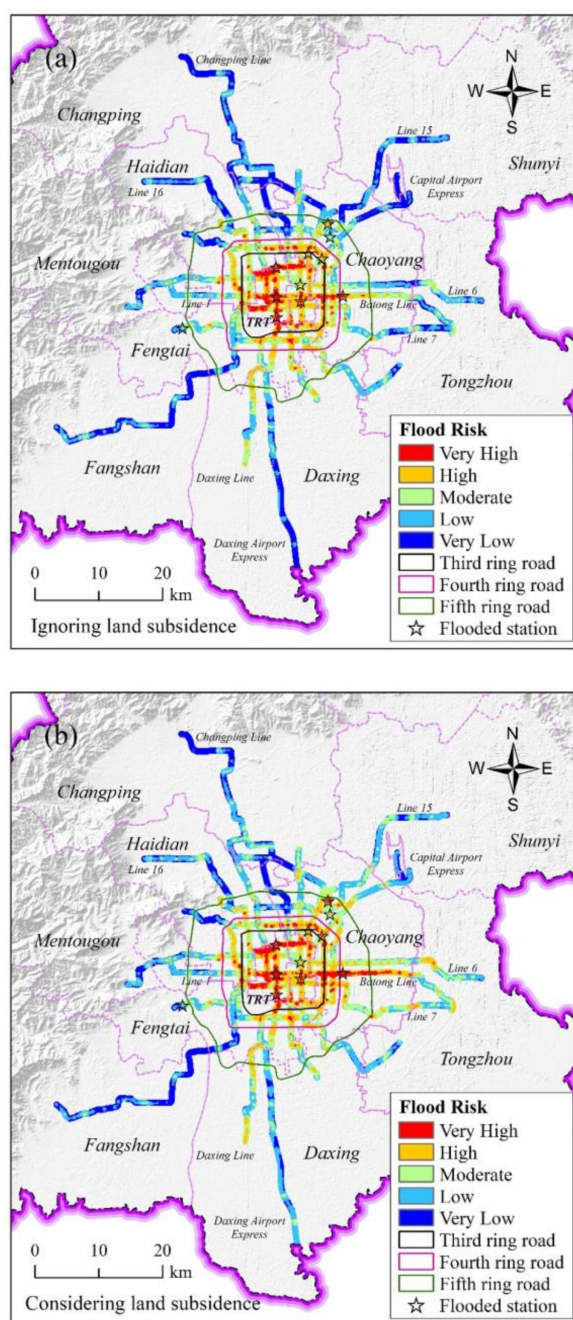 (a)
Changping Line
N
W
E
S
Changping
Line 15
Shunyi
Haidian
Line 16
Capital Airport
Express
Mentougou
Chaoyang
Line 6
Line 1
Batong Line
TRT
Line 7
Fengtai
Tongzhou
Flood Risk
Very High
Fangshan
Daxing
High
Daxing Line
Moderate
Low
Daxing Airport
Express
Very Low
Third ring road
0 10 20
Fourth ring road
km
Fifth ring road
Ignoring land subsidence
Flooded station
(b)
Changping Line
N
W
E
S
Changping
Line 15
Shunyi
Haidian
Line 16
Capital Airport
Express
Mentougou
Chaoyang
Line 6
Line 1
Batong Line
TRT
Line 7
Fengtai
Tongzhou
Flood Risk
Very High
Fangshan
Daxing
High
Daxing Line
Moderate
Low
Daxing Airport
Express
Very Low
Third ring road
0 10 20
Fourth ring road
km
Fifth ring road
Considering land subsidence
Flooded station